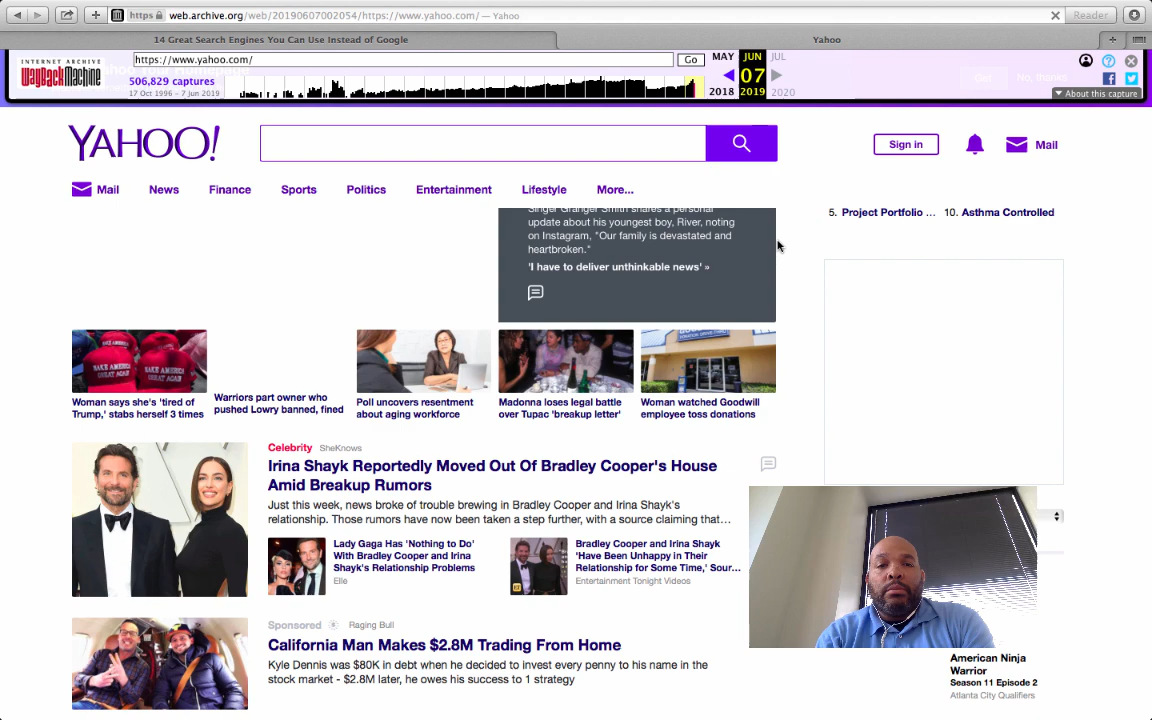 https web.archive.org/web/20190607002054/https://www.yahoo.com/ — Yahoo
Reader
14 Great Search Engines You Can Use Instead of Google
Yahoo
INTERNET ARCHIVE
WayBackMachine
https://www.yahoo.com/
Go
MAY
JUN
JUL
506,829 captures
07
17 Oct 1996 – 7 Jun 2019
2018
2019
2020
No, thanks
About this capture
YAHOO!
Sign in
Mail
Mail
News
Finance
Sports
Politics
Entertainment
Lifestyle
More...
Singer Granger Smith shares a personal
update about his youngest boy, River, noting
on Instagram, "Our family is devastated and
heartbroken."
'I have to deliver unthinkable news' »
5. Project Portfolio ...
10. Asthma Controlled
MAKE AMERICA
GREAT AGAIN
MAKE AMERICA
GREAT AGAIN
Woman says she's 'tired of
Trump,' stabs herself 3 times
Warriors part owner who
pushed Lowry banned, fined
Poll uncovers resentment
about aging workforce
Madonna loses legal battle
over Tupac 'breakup letter'
Woman watched Goodwill
employee toss donations
Celebrity SheKnows
Irina Shayk Reportedly Moved Out Of Bradley Cooper's House
Amid Breakup Rumors
Just this week, news broke of trouble brewing in Bradley Cooper and Irina Shayk's
relationship. Those rumors have now been taken a step further, with a source claiming that…
Lady Gaga Has 'Nothing to Do'
With Bradley Cooper and Irina
Shayk's Relationship Problems
Elle
Bradley Cooper and Irina Shayk
'Have Been Unhappy in Their
Relationship for Some Time,' Sour...
Entertainment Tonight Videos
Sponsored Raging Bull
California Man Makes $2.8M Trading From Home
Kyle Dennis was $80K in debt when he decided to invest every penny to his name in the
stock market - $2.8M later, he owes his success to 1 strategy
American Ninja
Warrior
Season 11 Episode 2
Atlanta City Qualifiers